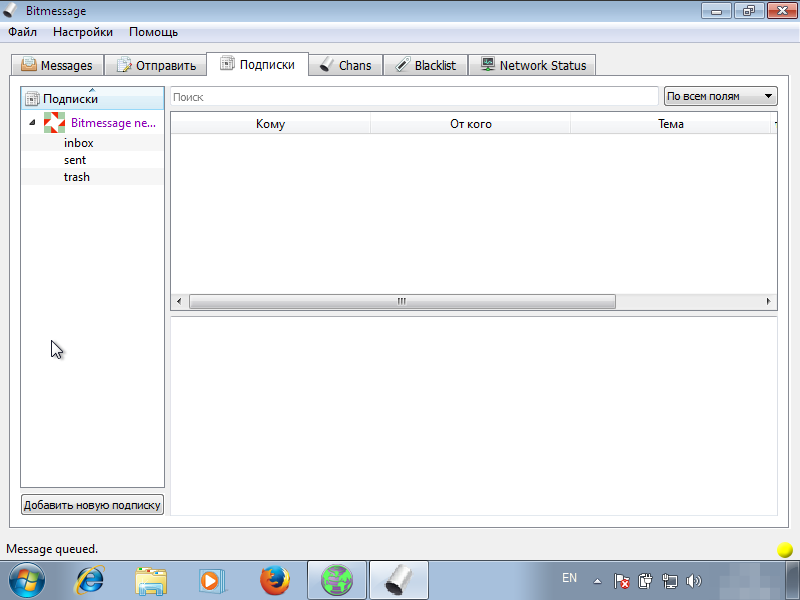 Bitmessage
Файл Настройки Помощь
Messages Отправить Подписки Chans Blacklist Network Status
Подписки
Поиск
По всем полям
Bitmessage ne...
Кому От кого Тема
inbox
sent
trash
Добавить новую подписку
Message queued.
EN